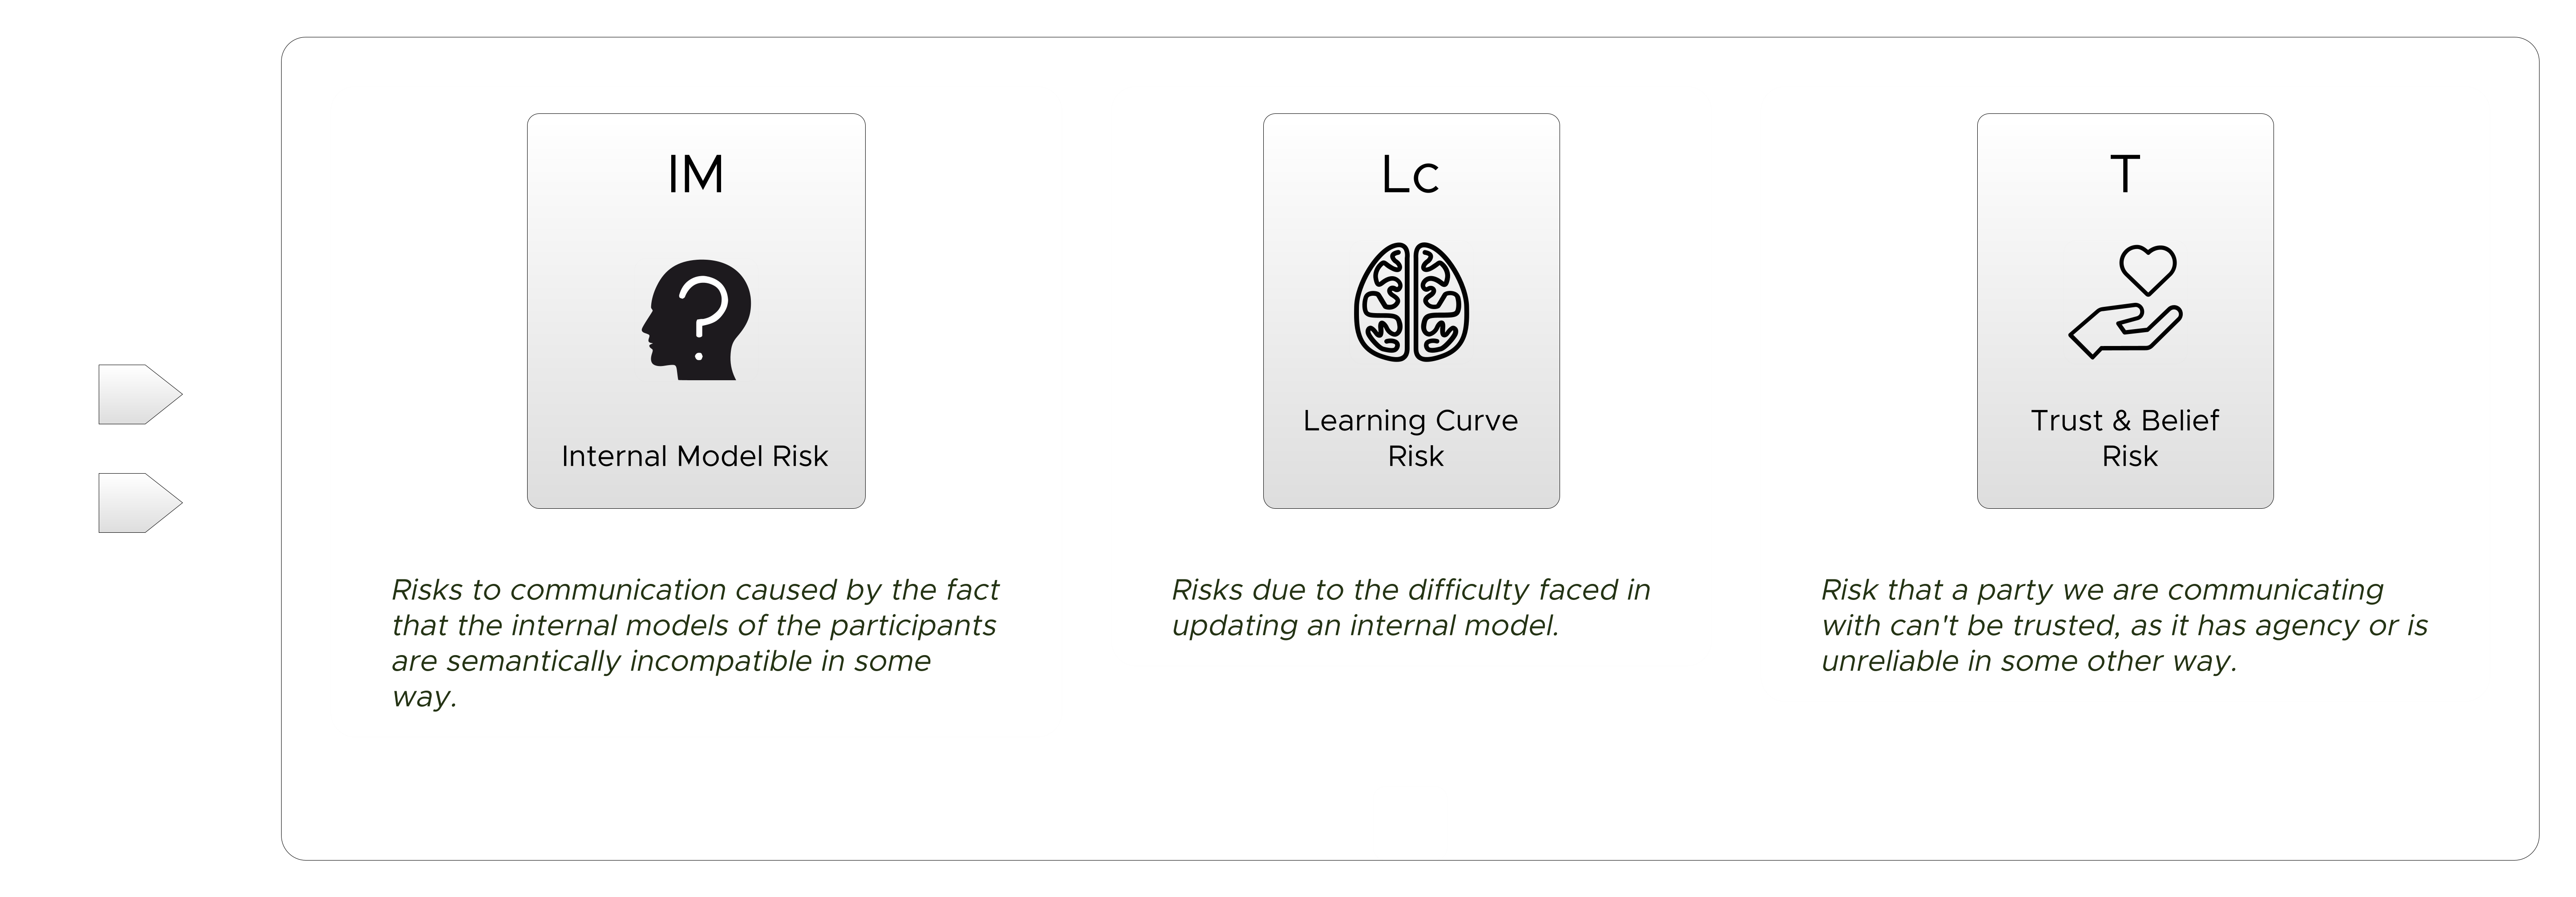 IM
Internal Model Risk
Risks to communication caused by the fact
that the internal models of the participants
are semantically incompatible in some
way.
Lc
Learning Curve
Risk
Risks due to the difficulty faced in
updating an internal model.
T
Trust & Belief
Risk
Risk that a party we are communicating
with can't be trusted, as it has agency or is
unreliable in some other way.